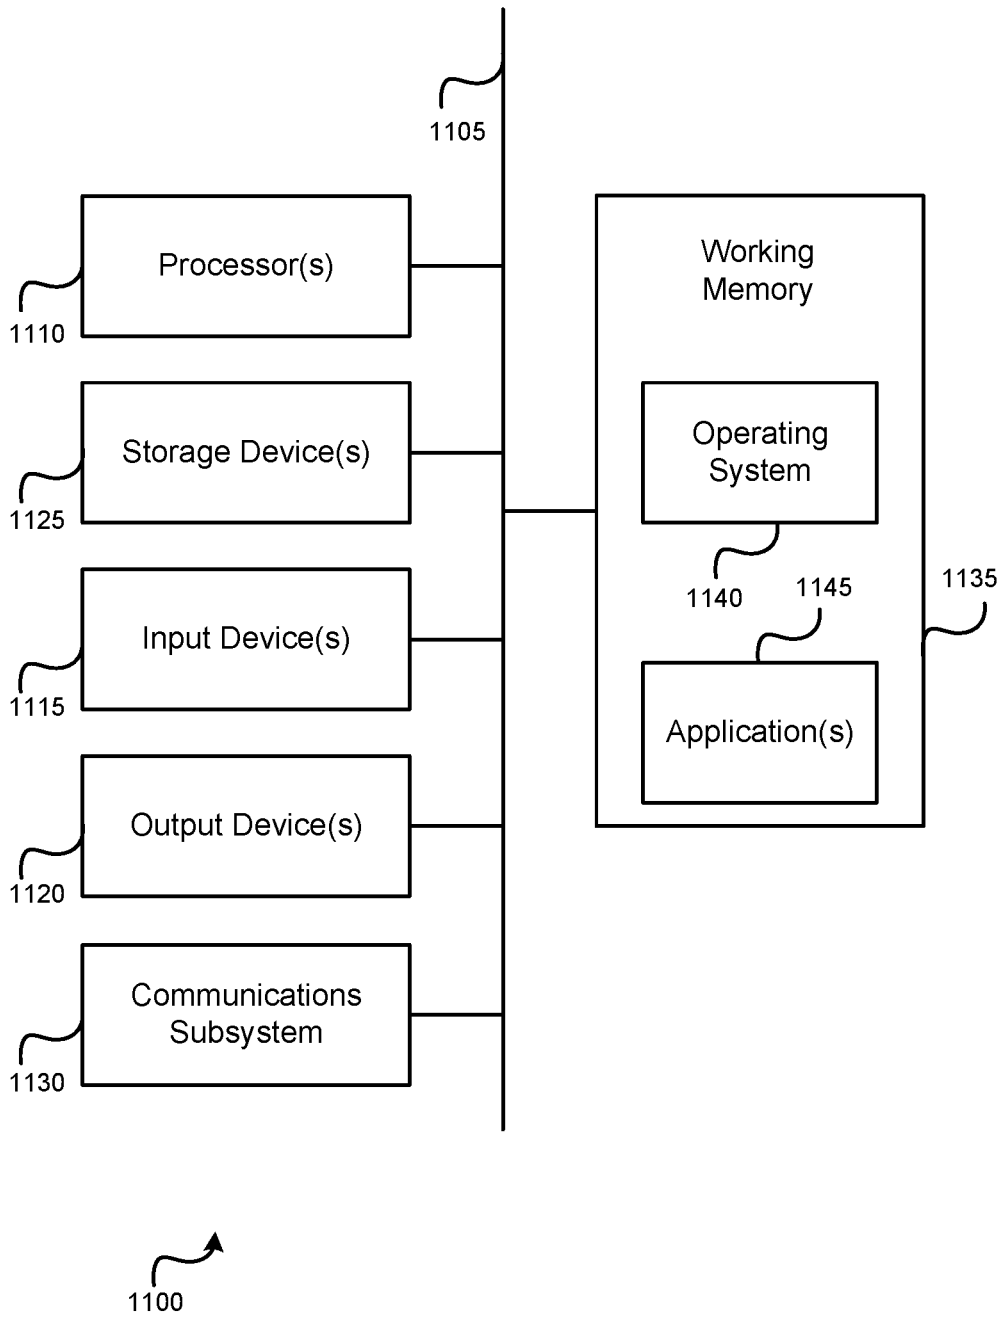 1105
Processor(s)
1110
Storage Device(s)
1125
Input Device(s)
1115
Output Device(s)
1120
Communications
Subsystem
1130
Working
Memory
Operating
System
1140
1145
1135
Application(s)
1100